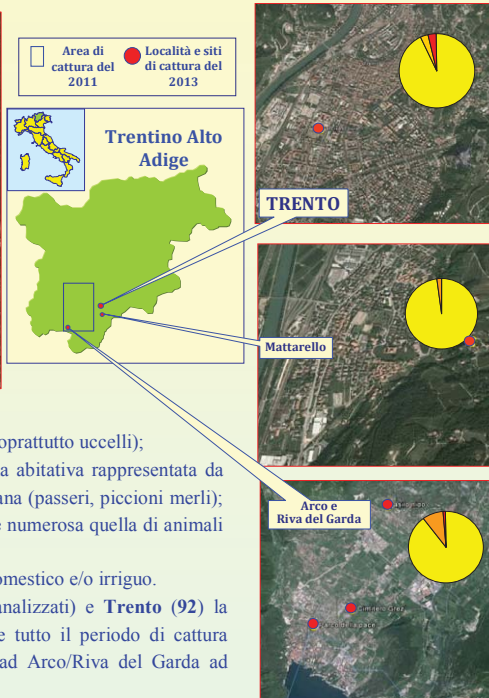 Area di
cattura del
2011
Località e siti
di cattura del
2013
Trentino Alto
Adige
TRENTO
Mattarello
Arco e
Riva del Garda
oprattutto uccelli);
a abitativa rappresentata da
ana (passeri, piccioni merli);
e numerosa quella di animali
omestico e/o irriguo.
analizzati) e Trento (92) la
e tutto il periodo di cattura
ad Arco/Riva del Garda ad